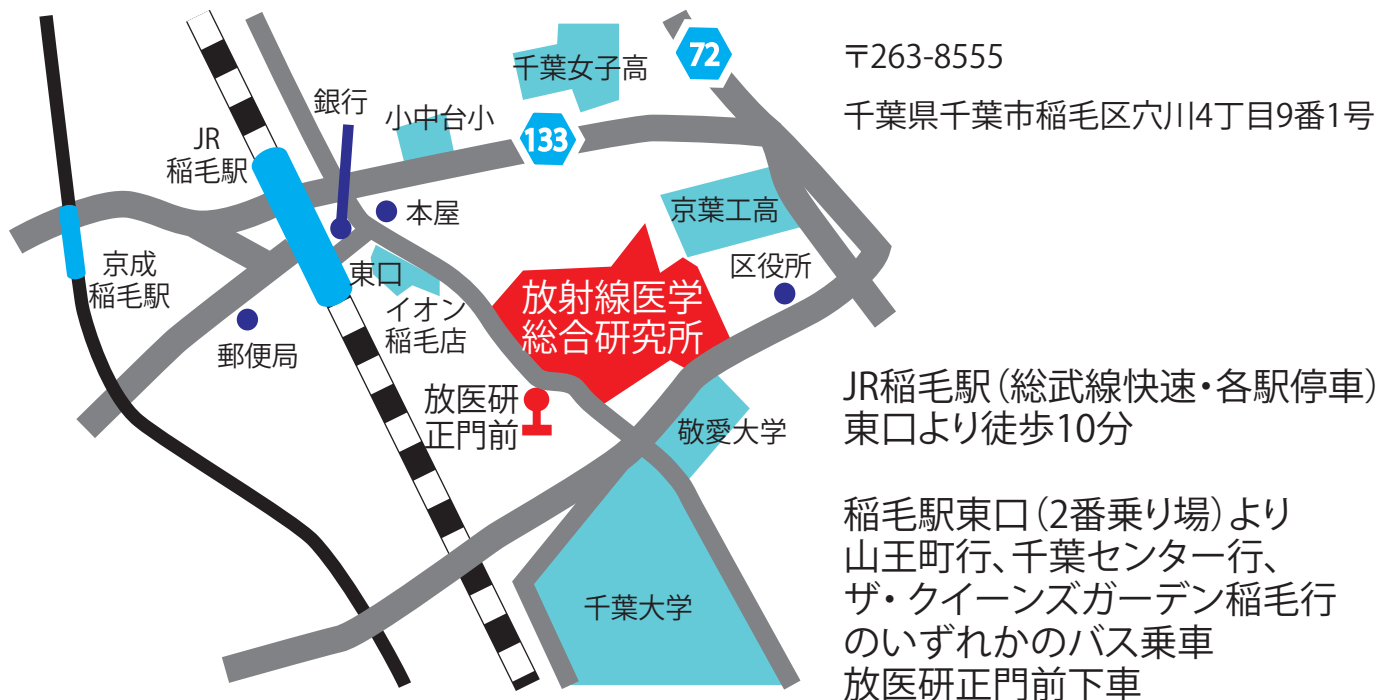 千葉女子高
72
銀行
小中台小
133
JR
稲毛駅
本屋
京葉工高
京成
稲毛駅
東口
区役所
イオン
稲毛店
放射線医学
総合研究所
郵便局
放医研
正門前
敬愛大学
千葉大学
〒263-8555
千葉県千葉市稲毛区穴川4丁目9番1号
JR稲毛駅(総武線快速・各駅停車)
東口より徒歩10分
稲毛駅東口(2番乗り場)より
山王町行、千葉センター行、
ザ・クイーンズガーデン稲毛行
のいずれかのバス乗車
放医研正門前下車